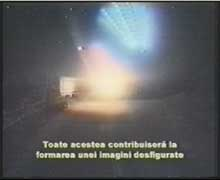 Toate acestea contribuiseră la
formarea unei imagini desfigurate